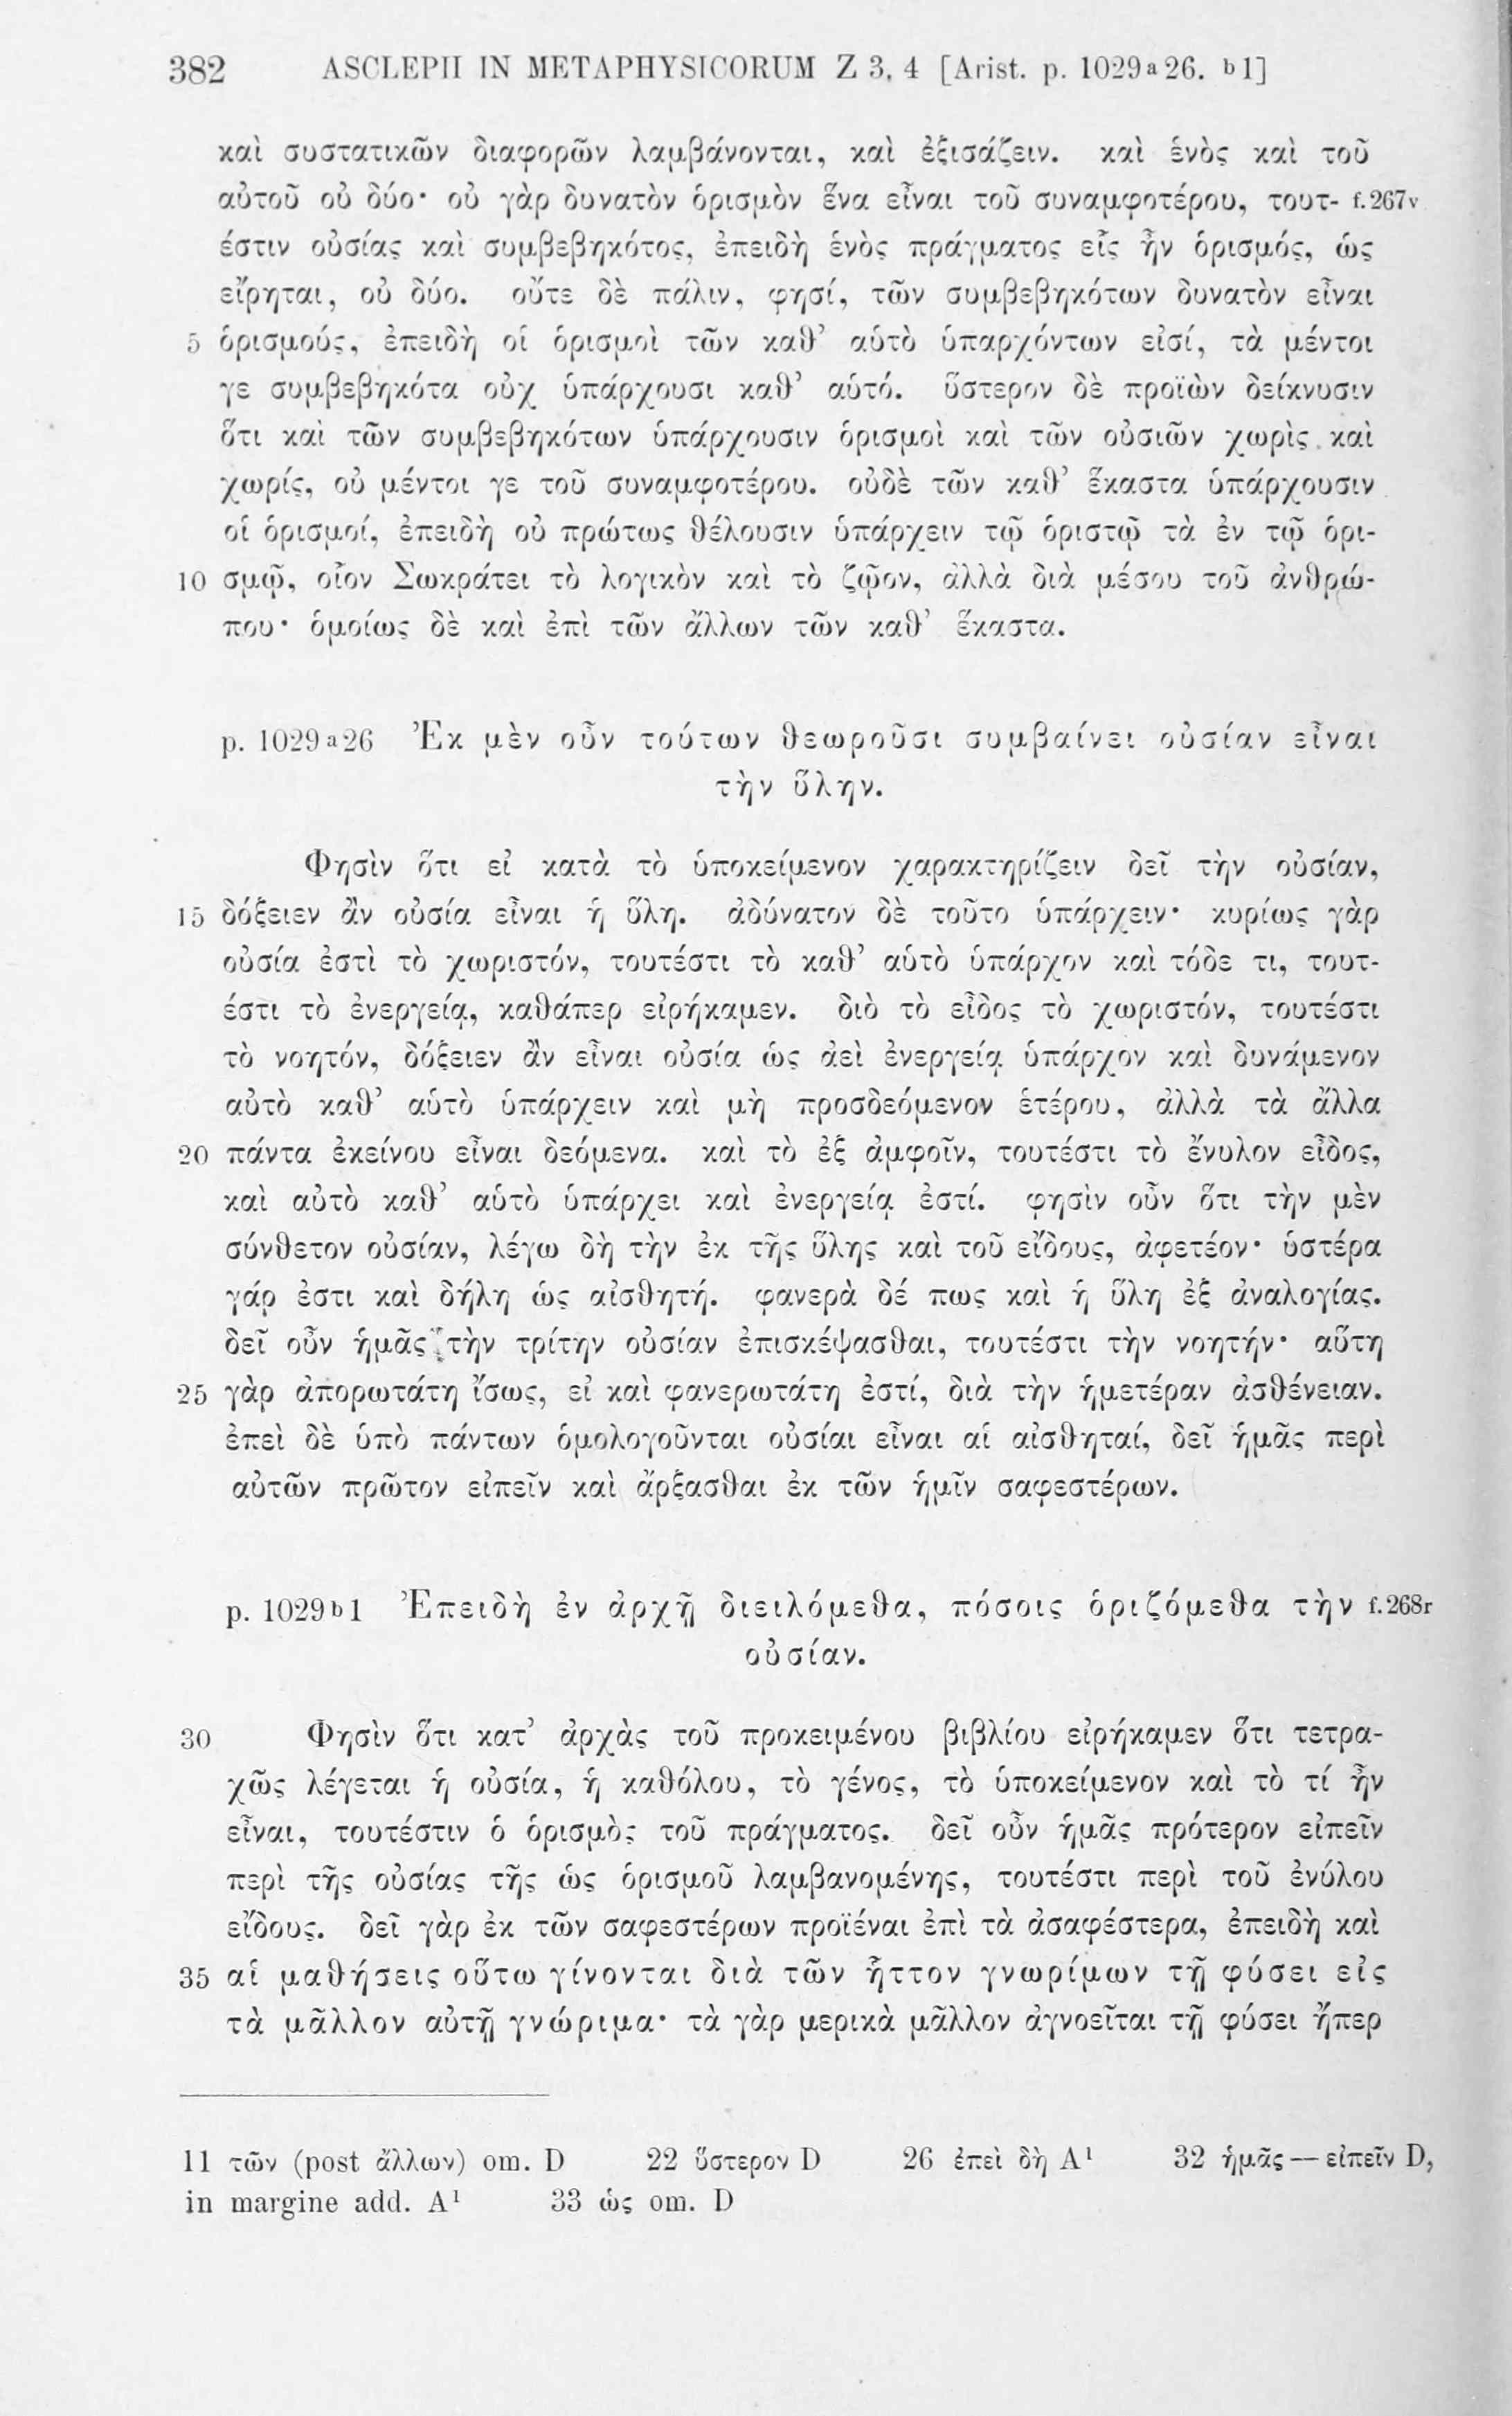 382 ASCLEPII IN METAPHYSICORUM Z 3, 4 [Arist. p. 1029 a 26. b 1]
καὶ συστατικῶν διαφορῶν λαμβάνονται, καὶ ἐξισάζειν. καὶ ἑνὸς καὶ τοῦ
αὐτοῦ οὐ δύο· οὐ γὰρ δυνατὸν ὁρισμὸν ἕνα εἶναι τοῦ συναμφοτέρου, τουτ- f. 267v
έστιν οὐσίας καὶ συμβεβηκότος, ἐπειδὴ ἑνὸς πράγματος εἷς ἦν ὁρισμός, ὡς
εἴρηται, οὐ δύο. οὔτε δὲ πάλιν, φησί, τῶν συμβεβηκότων δυνατὸν εἶναι
5 ὁρισμούς, ἐπειδὴ οἱ ὁρισμοὶ τῶν καθ’ αὑτὸ ὑπαρχόντων εἰσί, τὰ μέντοι
γε συμβεβηκότα οὐχ ὑπάρχουσι καθ’ αὑτό. ὕστερον δὲ προϊὼν δείκνυσιν
ὅτι καὶ τῶν συμβεβηκότων ὑπάρχουσιν ὁρισμοὶ καὶ τῶν οὐσιῶν χωρὶς καὶ
χωρίς, οὐ μέντοι γε τοῦ συναμφοτέρου. οὐδὲ τῶν καθ’ ἕκαστα ὑπάρχουσιν
οἱ ὁρισμοί, ἐπειδὴ οὐ πρώτως θέλουσιν ὑπάρχειν τῷ ὁριστῷ τὰ ἐν τῷ ὁρι-
10 σμῷ, οἷον Σωκράτει τὸ λογικὸν καὶ τὸ ζῷον, ἀλλὰ διὰ μέσου τοῦ ἀνθρώ-
που· ὁμοίως δὲ καὶ ἐπὶ τῶν ἄλλων τῶν καθ’ ἕκαστα.
p. 1029 a 26 Ἐκ μὲν οὖν τούτων θεωροῦσι συμβαίνει οὐσίαν εἶναι
τὴν ὕλην.
Φησὶν ὅτι εἰ κατὰ τὸ ὑποκείμενον χαρακτηρίζειν δεῖ τὴν οὐσίαν,
15 δόξειεν ἂν οὐσία εἶναι ἡ ὕλη. ἀδύνατον δὲ τοῦτο ὑπάρχειν· κυρίως γὰρ
οὐσία ἐστὶ τὸ χωριστόν, τουτέστι τὸ καθ’ αὑτὸ ὑπάρχον καὶ τόδε τι, τουτ-
έστι τὸ ἐνεργείᾳ, καθάπερ εἰρήκαμεν. διὸ τὸ εἶδος τὸ χωριστόν, τουτέστι
τὸ νοητόν, δόξειεν ἂν εἶναι οὐσία ὡς ἀεὶ ἐνεργείᾳ ὑπάρχον καὶ δυνάμενον
αὐτὸ καθ’ αὑτὸ ὑπάρχειν καὶ μὴ προσδεόμενον ἑτέρου, ἀλλὰ τὰ ἄλλα
20 πάντα ἐκείνου εἶναι δεόμενα. καὶ τὸ ἐξ ἀμφοῖν, τουτέστι τὸ ἔνυλον εἶδος,
καὶ αὐτὸ καθ’ αὑτὸ ὑπάρχει καὶ ἐνεργείᾳ ἐστί. φησὶν οὖν ὅτι τὴν μὲν
σύνθετον οὐσίαν, λέγω δὴ τὴν ἐκ τῆς ὕλης καὶ τοῦ εἴδους, ἀφετέον· ὑστέρα
γάρ ἐστι καὶ δήλη ὡς αἰσθητή. φανερὰ δέ πως καὶ ἡ ὕλη ἐξ ἀναλογίας.
δεῖ οὖν ἡμᾶς τὴν τρίτην οὐσίαν ἐπισκέψασθαι, τουτέστι τὴν νοητήν· αὕτη
25 γὰρ ἀπορωτάτη ἴσως, εἰ καὶ φανερωτάτη ἐστί, διὰ τὴν ἡμετέραν ἀσθένειαν.
ἐπεὶ δὲ ὑπὸ πάντων ὁμολογοῦνται οὐσίαι εἶναι αἱ αἰσθηταί, δεῖ ἡμᾶς περὶ
αὐτῶν πρῶτον εἰπεῖν καὶ ἄρξασθαι ἐκ τῶν ἡμῖν σαφεστέρων.
p. 1029 b 1 Ἐπειδὴ ἐν ἀρχῇ διειλόμεθα, πόσοις ὁριζόμεθα τὴν f. 268r
οὐσίαν.
30 Φησὶν ὅτι κατ’ ἀρχὰς τοῦ προκειμένου βιβλίου εἰρήκαμεν ὅτι τετρα-
χῶς λέγεται ἡ οὐσία, ἡ καθόλου, τὸ γένος, τὸ ὑποκείμενον καὶ τὸ τί ἦν
εἶναι, τουτέστιν ὁ ὁρισμὸς τοῦ πράγματος. δεῖ οὖν ἡμᾶς πρότερον εἰπεῖν
περὶ τῆς οὐσίας τῆς ὡς ὁρισμοῦ λαμβανομένης, τουτέστι περὶ τοῦ ἐνύλου
εἴδους. δεῖ γὰρ ἐκ τῶν σαφεστέρων προϊέναι ἐπὶ τὰ ἀσαφέστερα, ἐπειδὴ καὶ
35 αἱ μαθήσεις οὕτω γίνονται διὰ τῶν ἧττον γνωρίμων τῇ φύσει εἰς
τὰ μᾶλλον αὐτῇ γνώριμα· τὰ γὰρ μερικὰ μᾶλλον ἀγνοεῖται τῇ φύσει ἤπερ
11 τῶν (post ἄλλων) om. D 22 ὕστερον D 26 ἐπεὶ δὴ A¹ 32 ἡμᾶς — εἰπεῖν D,
in margine add. A¹ 33 ὡς om. D